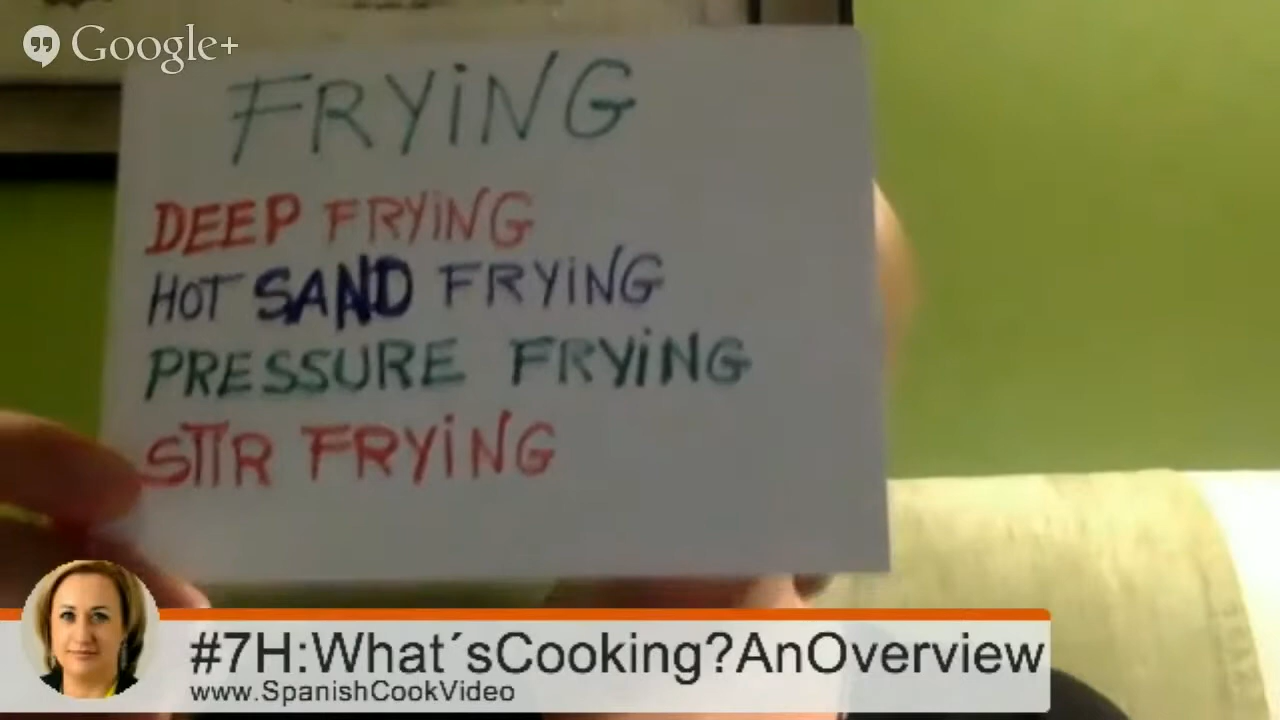 Google+
FRYiNG
DEEP FRYiNG
HOT SAND FRYiNG
PRESSURE FRYiNG
STIR FRYiNG
#7H:What´sCooking?AnOverview
www.SpanishCookVideo